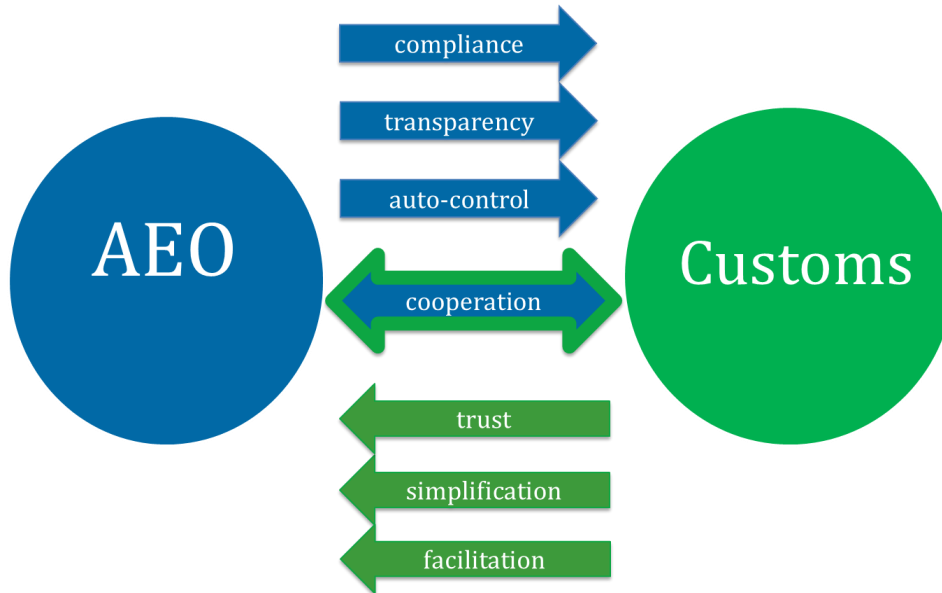 compliance
transparency
auto-control
AEO
Customs
cooperation
trust
simplification
facilitation